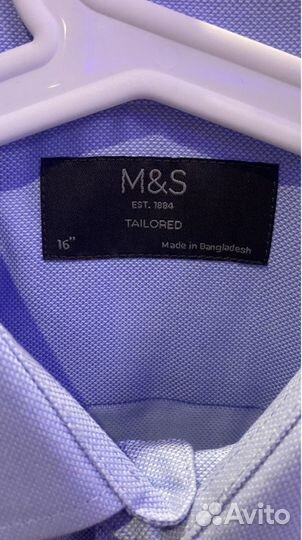 M&S
EST. 1884
TAILORED
16"
Made in Bangladesh
Avito